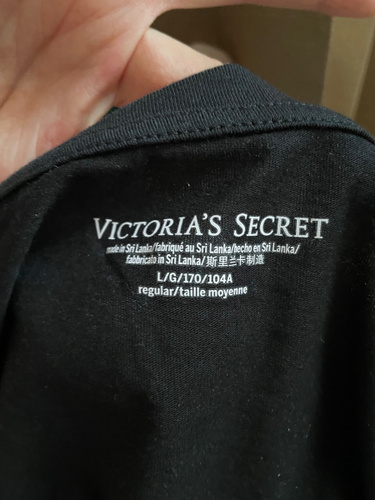 VICTORIA'S SECRET
made in Sri Lanka/fabriqué au Sri Lanka/hecho en Sri Lanka/
fabbricato in Sri Lanka/斯里兰卡制造
L/G/170/104A
regular/taille moyenne